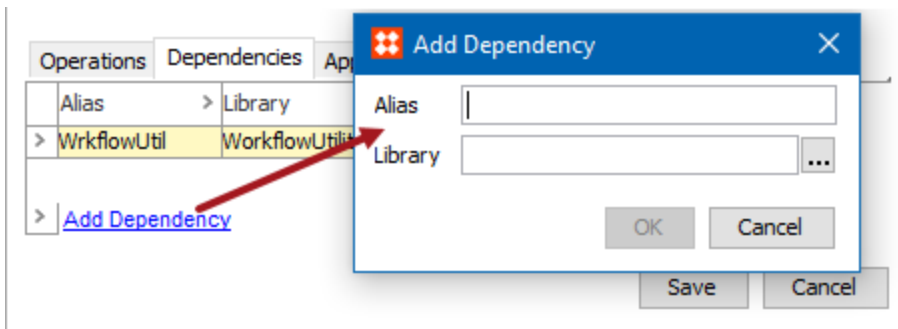 Add Dependency
Operations Dependencies
Alias Library
WrkflowUtil
Add Dependency
Alias
Library
...
OK Cancel
Save Cancel